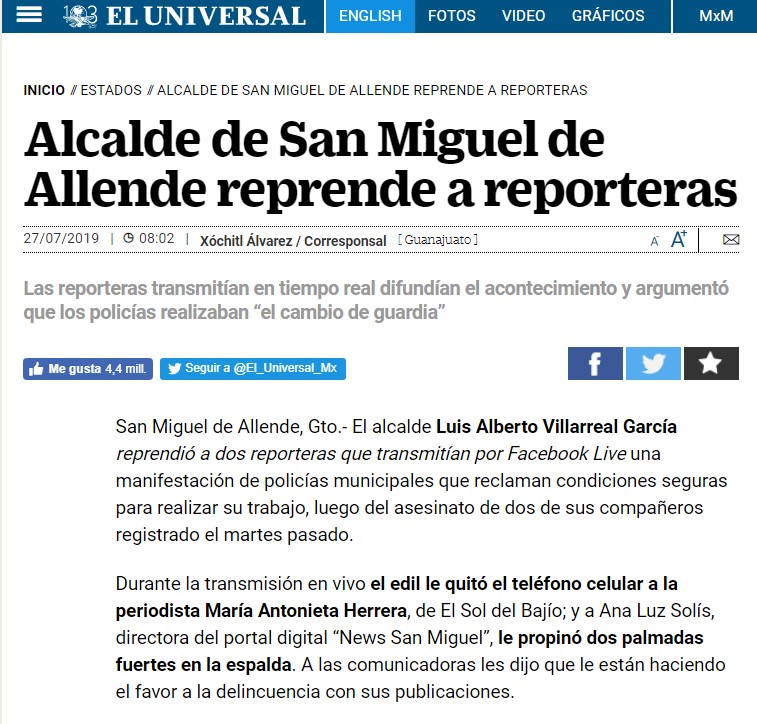 103 EL UNIVERSAL ENGLISH FOTOS VIDEO GRÁFICOS MxM
INICIO // ESTADOS // ALCALDE DE SAN MIGUEL DE ALLENDE REPRENDE A REPORTERAS
Alcalde de San Miguel de
Allende reprende a reporteras
27/07/2019 | 08:02 | Xóchitl Álvarez / Corresponsal [ Guanajuato ] A- A+
Las reporteras transmitían en tiempo real difundían el acontecimiento y argumentó
que los policías realizaban “el cambio de guardia”
Me gusta 4,4 mill. Seguir a @El_Universal_Mx
San Miguel de Allende, Gto.- El alcalde Luis Alberto Villarreal García
reprendió a dos reporteras que transmitían por Facebook Live una
manifestación de policías municipales que reclaman condiciones seguras
para realizar su trabajo, luego del asesinato de dos de sus compañeros
registrado el martes pasado.
Durante la transmisión en vivo el edil le quitó el teléfono celular a la
periodista María Antonieta Herrera, de El Sol del Bajío; y a Ana Luz Solís,
directora del portal digital “News San Miguel”, le propinó dos palmadas
fuertes en la espalda. A las comunicadoras les dijo que le están haciendo
el favor a la delincuencia con sus publicaciones.